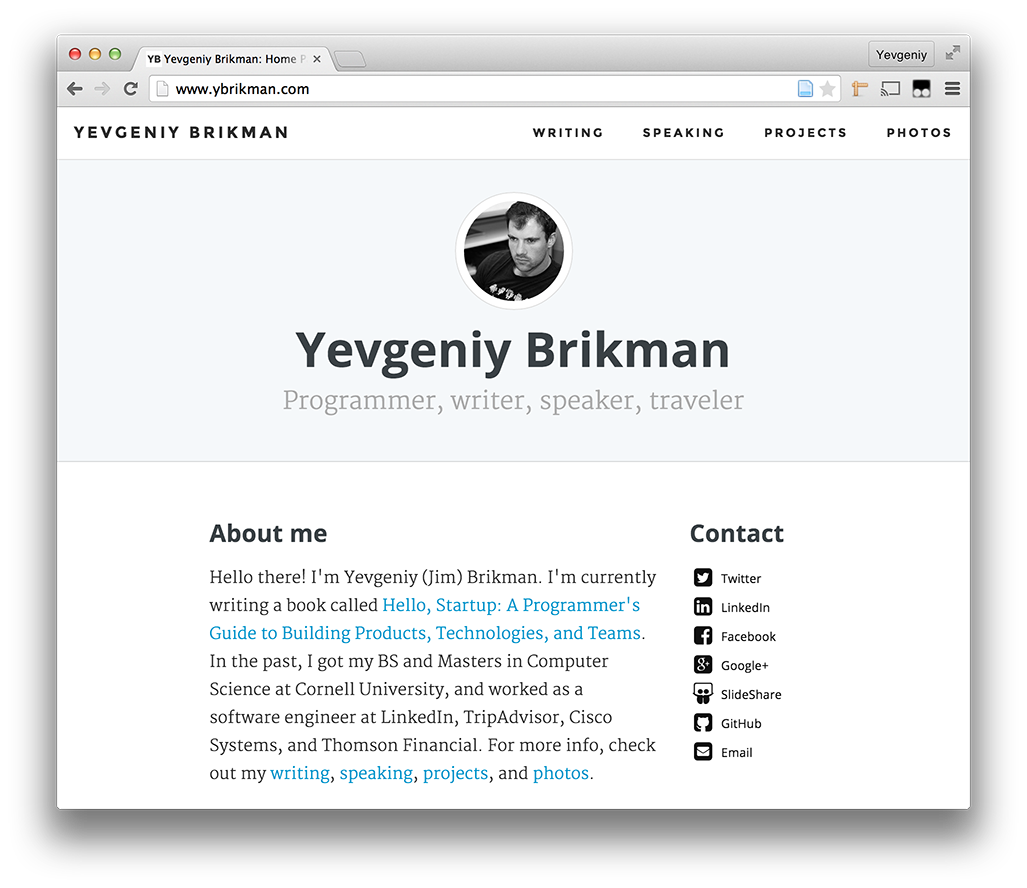 YB Yevgeniy Brikman: Home P
Yevgeniy
www.ybrikman.com
YEVGENIY BRIKMAN WRITING SPEAKING PROJECTS PHOTOS
Yevgeniy Brikman
Programmer, writer, speaker, traveler
About me
Hello there! I'm Yevgeniy (Jim) Brikman. I'm currently
writing a book called Hello, Startup: A Programmer's
Guide to Building Products, Technologies, and Teams.
In the past, I got my BS and Masters in Computer
Science at Cornell University, and worked as a
software engineer at LinkedIn, TripAdvisor, Cisco
Systems, and Thomson Financial. For more info, check
out my writing, speaking, projects, and photos.
Contact
Twitter
LinkedIn
Facebook
Google+
SlideShare
GitHub
Email